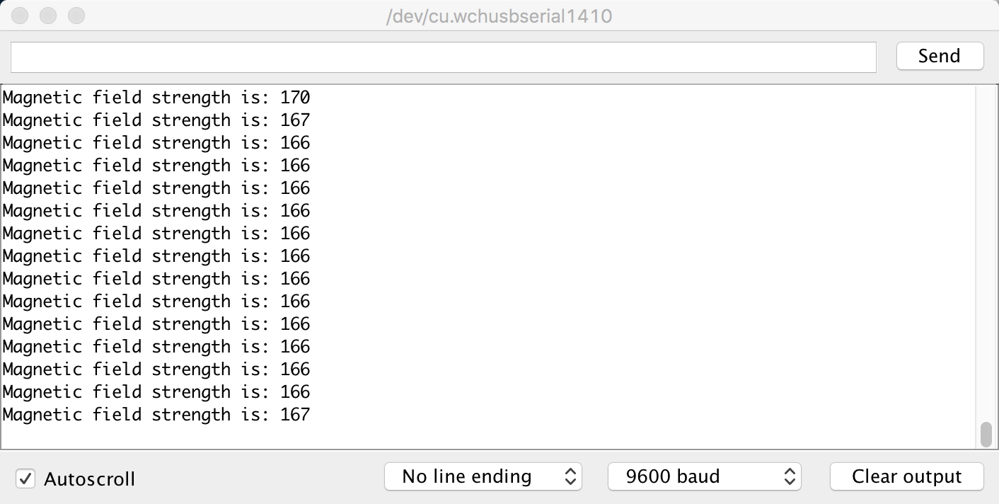 /dev/cu.wchusbserial1410
Send
Magnetic field strength is: 170
Magnetic field strength is: 167
Magnetic field strength is: 166
Magnetic field strength is: 166
Magnetic field strength is: 166
Magnetic field strength is: 166
Magnetic field strength is: 166
Magnetic field strength is: 166
Magnetic field strength is: 166
Magnetic field strength is: 166
Magnetic field strength is: 166
Magnetic field strength is: 166
Magnetic field strength is: 166
Magnetic field strength is: 166
Magnetic field strength is: 167
Autoscroll No line ending 9600 baud Clear output